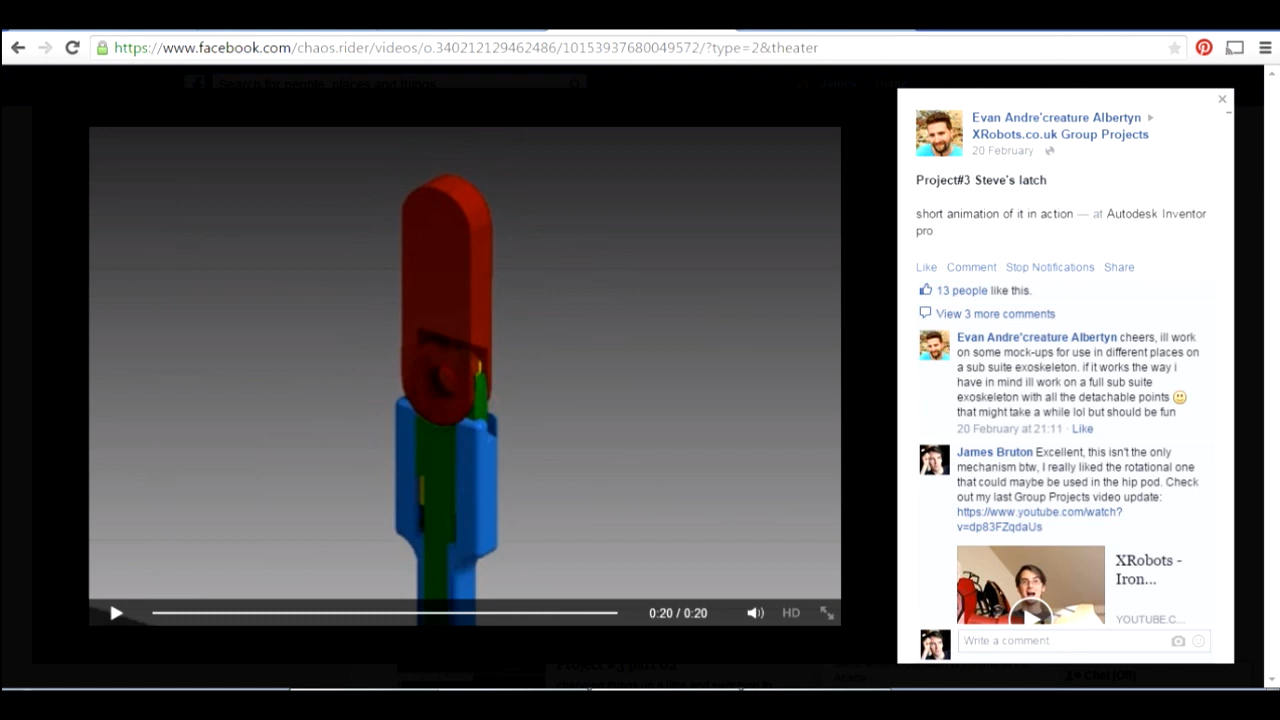 https://www.facebook.com/chaos.rider/videos/o.340212129462486/10153937680049572/?type=2&theater
Search for people, places and things
Evan Andre'creature Albertyn
XRobots.co.uk Group Projects
20 February
Project#3 Steve's latch
short animation of it in action — at Autodesk Inventor
pro
Like Comment Stop Notifications Share
13 people like this.
View 3 more comments
Evan Andre'creature Albertyn cheers, ill work
on some mock-ups for use in different places on
a sub suite exoskeleton. if it works the way i
have in mind ill work on a full sub suite
exoskeleton with all the detachable points
that might take a while lol but should be fun
20 February at 21:11 · Like
James Bruton Excellent, this isn't the only
mechanism btw, I really liked the rotational one
that could maybe be used in the hip pod. Check
out my last Group Projects video update:
https://www.youtube.com/watch?
v=dp83FZqdaUs
XRobots -
Iron...
YOUTUBE.C...
Write a comment
0:20 / 0:20
HD
Chat (Off)